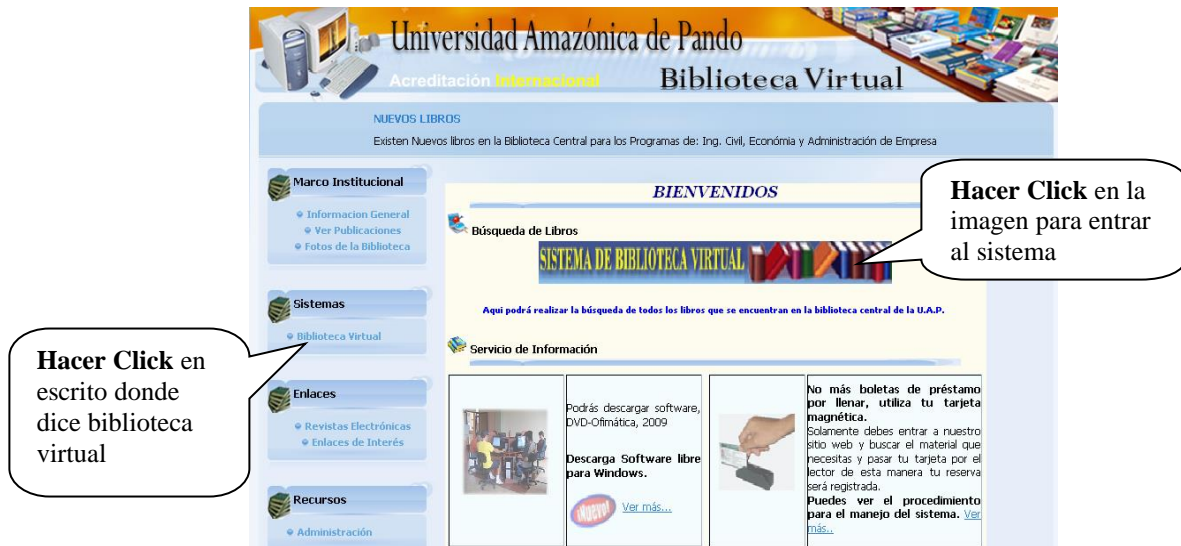 Universidad Amazónica de Pando
Acreditación Internacional
Biblioteca Virtual
NUEVOS LIBROS
Existen Nuevos libros en la Biblioteca Central para los Programas de: Ing. Civil, Económia y Administración de Empresa
Marco Institucional
Informacion General
Ver Publicaciones
Fotos de la Biblioteca
Sistemas
Biblioteca Virtual
Enlaces
Revistas Electrónicas
Enlaces de Interés
Recursos
Administración
Hacer Click en
escrito donde
dice biblioteca
virtual
BIENVENIDOS
Búsqueda de Libros
SISTEMA DE BIBLIOTECA VIRTUAL
Aqui podrá realizar la búsqueda de todos los libros que se encuentran en la biblioteca central de la U.A.P.
Hacer Click en la
imagen para entrar
al sistema
Servicio de Información
Podrás descargar software,
DVD-Ofimática, 2009
Descarga Software libre
para Windows.
¡Nuevo!
Ver más...
No más boletas de préstamo
por llenar, utiliza tu tarjeta
magnética.
Solamente debes entrar a nuestro
sitio web y buscar el material que
necesitas y pasar tu tarjeta por el
lector de esta manera tu reserva
será registrada.
Puedes ver el procedimiento
para el manejo del sistema. Ver
más..